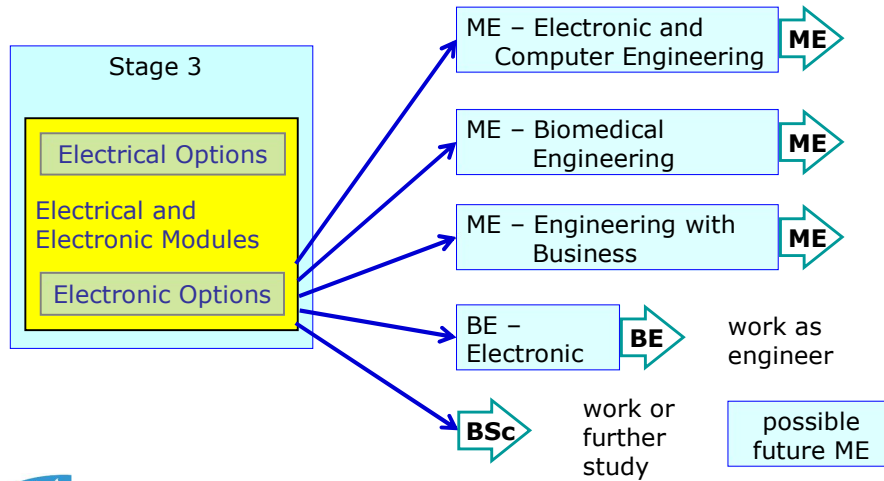 Stage 3
Electrical Options
Electrical and
Electronic Modules
Electronic Options
ME – Electronic and
Computer Engineering
ME
ME – Biomedical
Engineering
ME
ME – Engineering with
Business
ME
BE –
Electronic
BE
work as
engineer
BSc
work or
further
study
possible
future ME